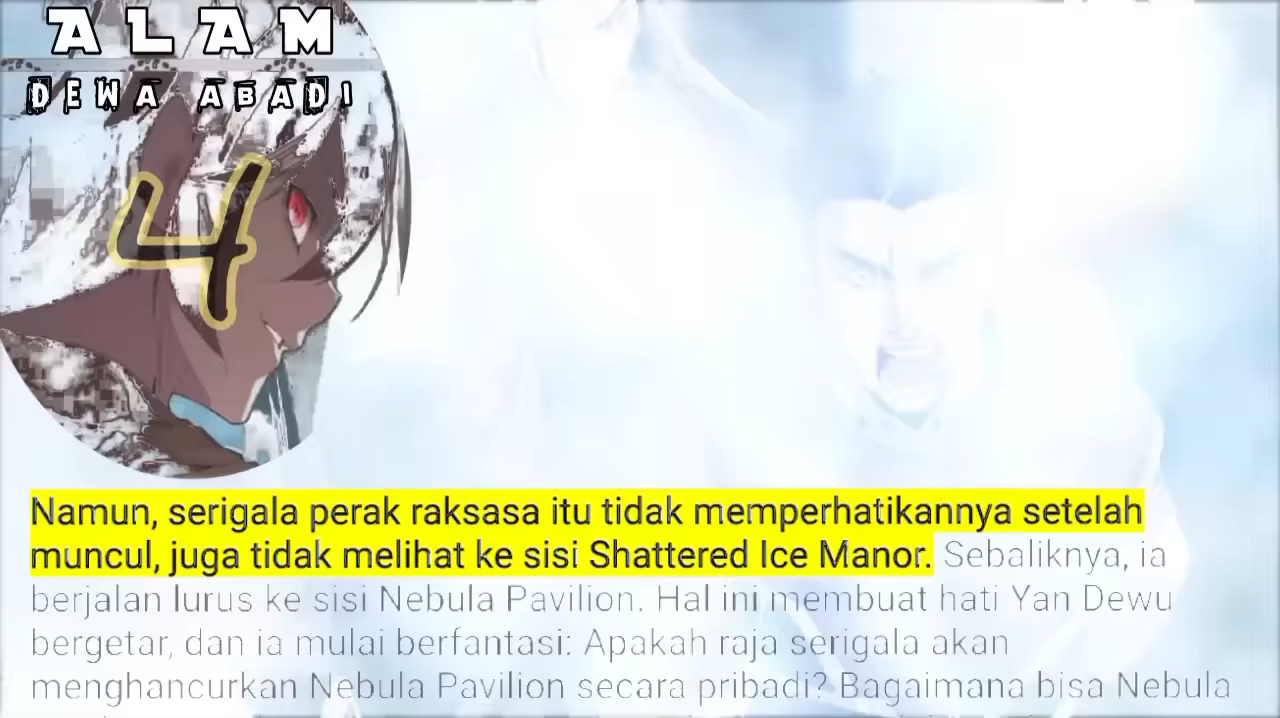 ALAM
DEWA ABADI
4
Namun, serigala perak raksasa itu tidak memperhatikannya setelah
muncul, juga tidak melihat ke sisi Shattered Ice Manor. Sebaliknya, ia
berjalan lurus ke sisi Nebula Pavilion. Hal ini membuat hati Yan Dewu
bergetar, dan ia mulai berfantasi: Apakah raja serigala akan
menghancurkan Nebula Pavilion secara pribadi? Bagaimana bisa Nebula